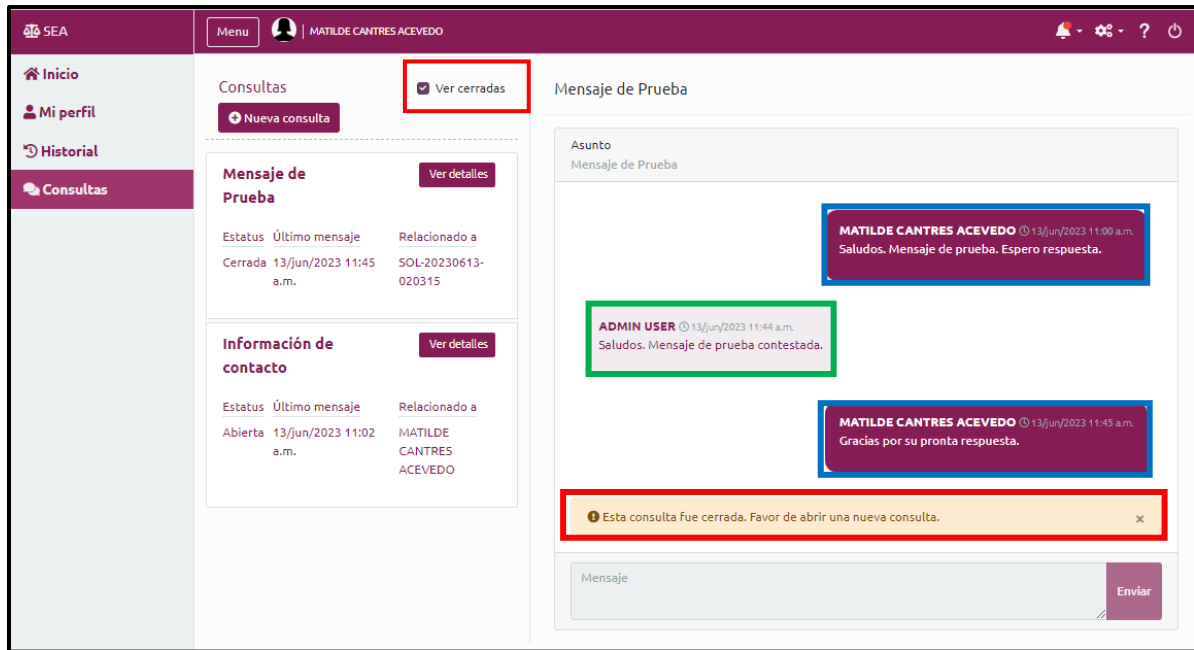 SEA
Menu
| MATILDE CANTRES ACEVEDO
?
Inicio
Mi perfil
Historial
Consultas
Consultas
Ver cerradas
Nueva consulta
Mensaje de
Prueba
Ver detalles
Estatus Último mensaje Relacionado a
Cerrada 13/jun/2023 11:45 SOL-20230613-
a.m. 020315
Información de
contacto
Ver detalles
Estatus Último mensaje Relacionado a
Abierta 13/jun/2023 11:02 MATILDE
a.m. CANTRES
ACEVEDO
Mensaje de Prueba
Asunto
Mensaje de Prueba
MATILDE CANTRES ACEVEDO 13/jun/2023 11:00 a.m.
Saludos. Mensaje de prueba. Espero respuesta.
ADMIN USER 13/jun/2023 11:44 a.m.
Saludos. Mensaje de prueba contestada.
MATILDE CANTRES ACEVEDO 13/jun/2023 11:45 a.m.
Gracias por su pronta respuesta.
Esta consulta fue cerrada. Favor de abrir una nueva consulta. ×
Mensaje
Enviar